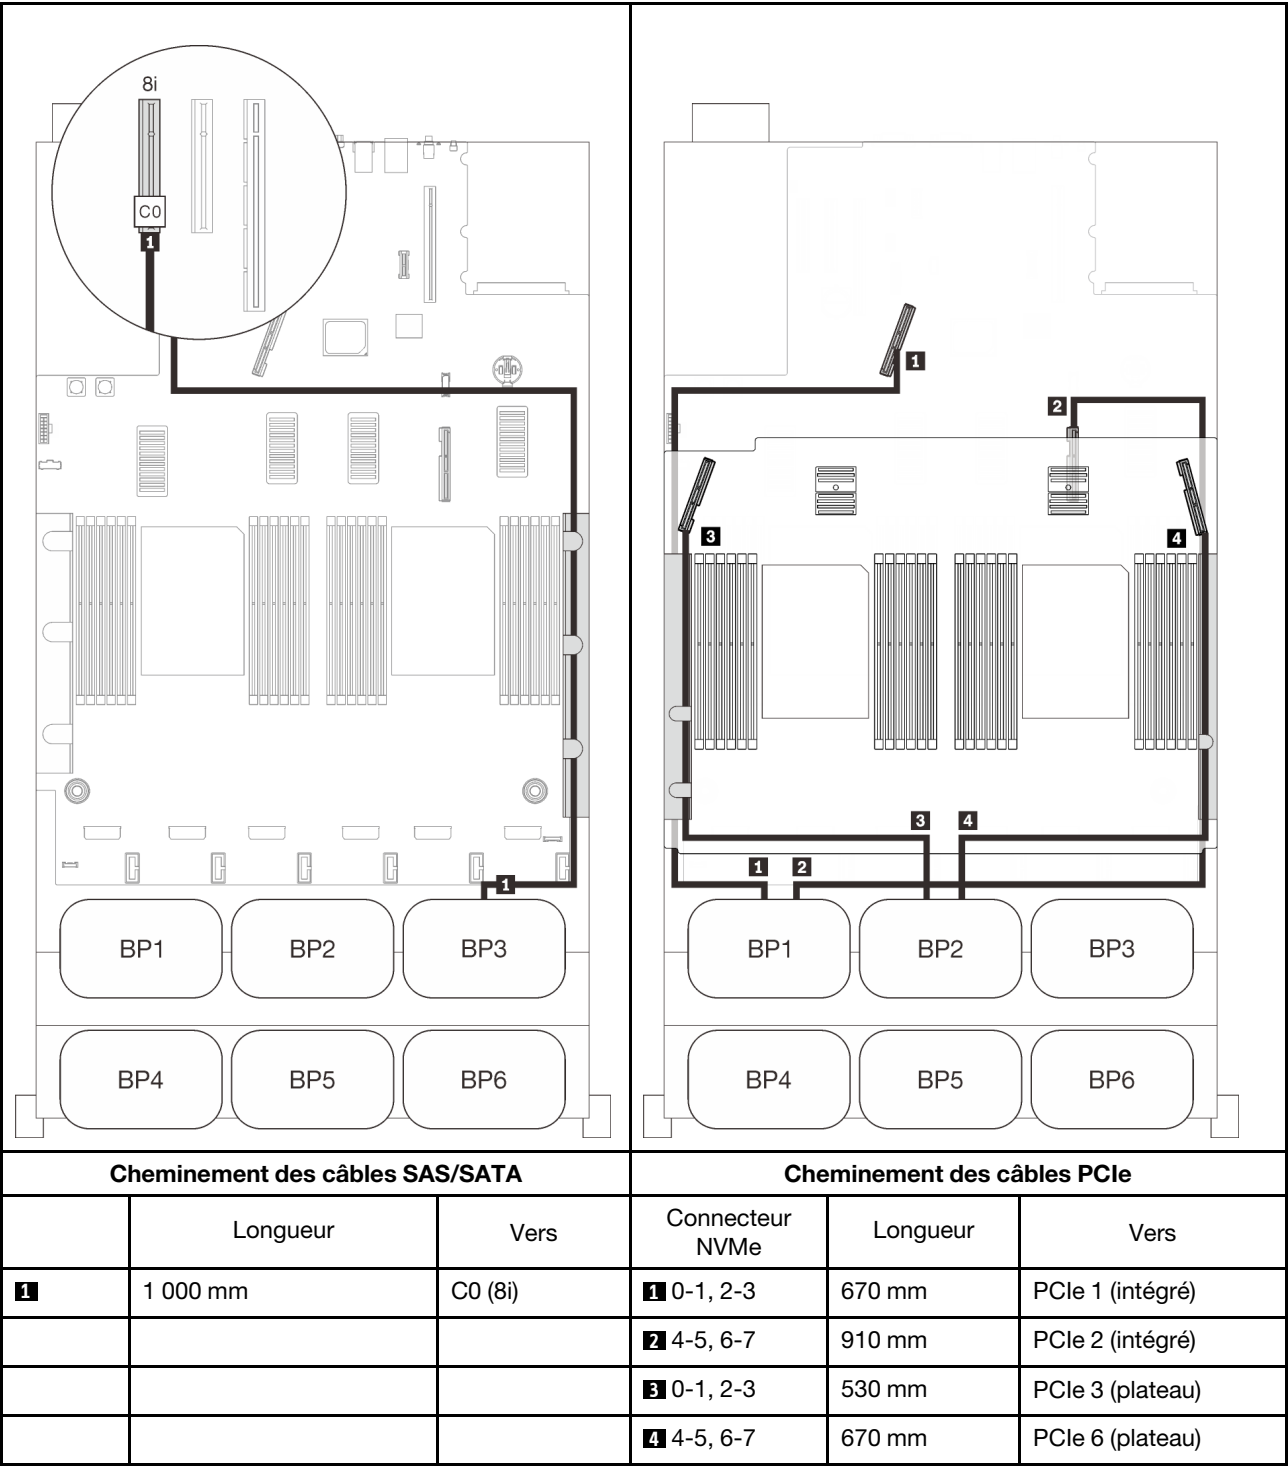 8i
C0
1
1
BP1
BP2
BP3
BP4
BP5
BP6
1
2
3
4
3
4
1
2
BP1
BP2
BP3
BP4
BP5
BP6
Cheminement des câbles SAS/SATA
Cheminement des câbles PCIe
Longueur
Vers
Connecteur
NVMe
Longueur
Vers
1
1 000 mm
C0 (8i)
1 0-1, 2-3
670 mm
PCIe 1 (intégré)
2 4-5, 6-7
910 mm
PCIe 2 (intégré)
3 0-1, 2-3
530 mm
PCIe 3 (plateau)
4 4-5, 6-7
670 mm
PCIe 6 (plateau)